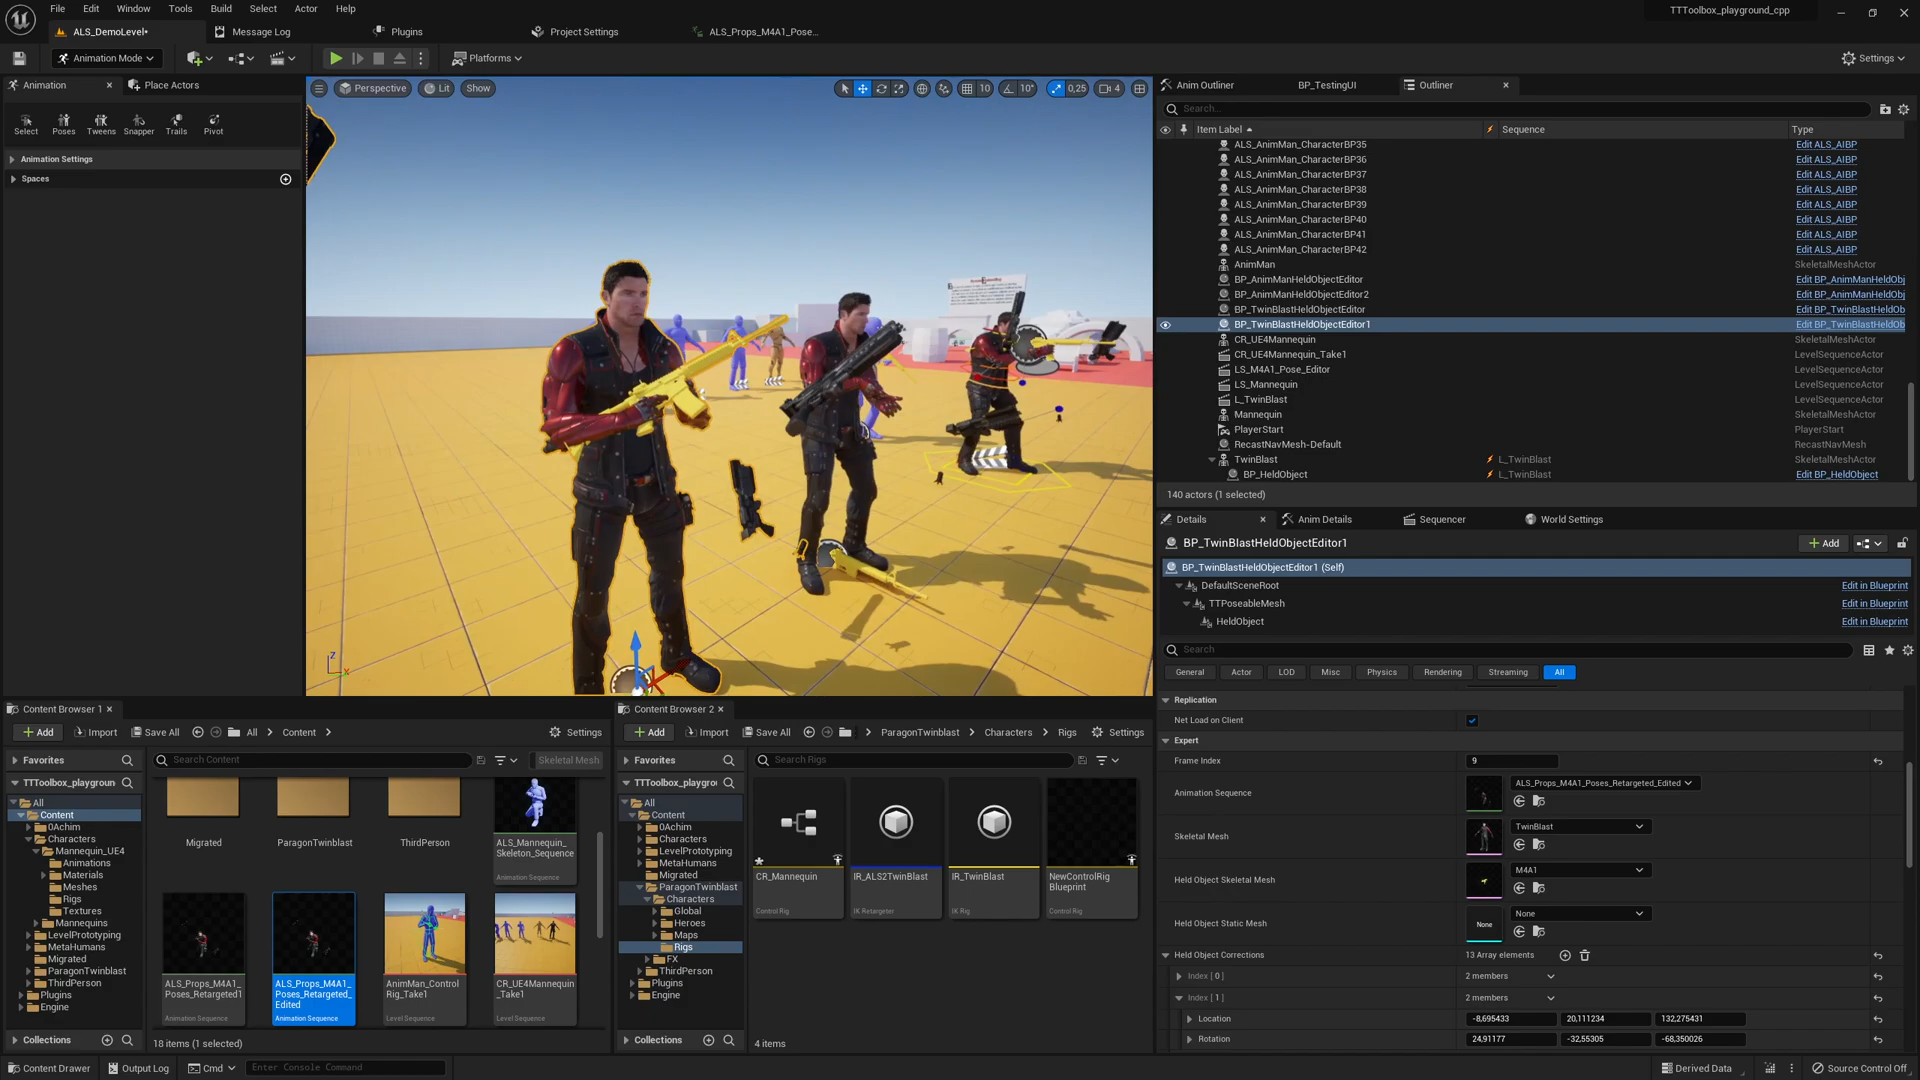 File Edit Window Tools Build Select Actor Help
TTToolbox_playground_cpp
ALS_DemoLevel•
Message Log
Plugins
Project Settings
ALS_Props_M4A1_Pose...
Animation Mode
Platforms
Settings
Animation
Place Actors
Select Poses Tweens Snapper Trails Pivot
Animation Settings
Spaces
Perspective
Lit
Show
10
10°
0,25
4
Anim Outliner
BP_TestingUI
Outliner
Search...
Item Label
Sequence
Type
ALS_AnimMan_CharacterBP35 Edit ALS_AIBP
ALS_AnimMan_CharacterBP36 Edit ALS_AIBP
ALS_AnimMan_CharacterBP37 Edit ALS_AIBP
ALS_AnimMan_CharacterBP38 Edit ALS_AIBP
ALS_AnimMan_CharacterBP39 Edit ALS_AIBP
ALS_AnimMan_CharacterBP40 Edit ALS_AIBP
ALS_AnimMan_CharacterBP41 Edit ALS_AIBP
ALS_AnimMan_CharacterBP42 Edit ALS_AIBP
AnimMan SkeletalMeshActor
BP_AnimManHeldObjectEditor Edit BP_AnimManHeldObj
BP_AnimManHeldObjectEditor2 Edit BP_AnimManHeldObj
BP_TwinBlastHeldObjectEditor Edit BP_TwinBlastHeldOb
BP_TwinBlastHeldObjectEditor1 Edit BP_TwinBlastHeldOb
CR_UE4Mannequin SkeletalMeshActor
CR_UE4Mannequin_Take1 LevelSequenceActor
LS_M4A1_Pose_Editor LevelSequenceActor
LS_Mannequin LevelSequenceActor
L_TwinBlast LevelSequenceActor
Mannequin SkeletalMeshActor
PlayerStart PlayerStart
RecastNavMesh-Default RecastNavMesh
TwinBlast L_TwinBlast SkeletalMeshActor
BP_HeldObject L_TwinBlast Edit BP_HeldObject
140 actors (1 selected)
Details
Anim Details
Sequencer
World Settings
BP_TwinBlastHeldObjectEditor1
Add
BP_TwinBlastHeldObjectEditor1 (Self)
DefaultSceneRoot Edit in Blueprint
TTPoseableMesh Edit in Blueprint
HeldObject Edit in Blueprint
Search
General Actor LOD Misc Physics Rendering Streaming All
Replication
Net Load on Client
Expert
Frame Index 9
Animation Sequence ALS_Props_M4A1_Poses_Retargeted_Edited
Skeletal Mesh TwinBlast
Held Object Skeletal Mesh M4A1
Held Object Static Mesh None None
Held Object Corrections 13 Array elements
Index [ 0 ] 2 members
Index [ 1 ] 2 members
Location -8,695433 20,111234 132,275431
Rotation 24,91177 -32,55305 -68,350026
Content Browser 1
Add Import Save All All Content Settings
Favorites
Search Content
Skeletal Mesh
TTToolbox_playgroun
All
Content
0Achim
Characters
Mannequin_UE4
Animations
Materials
Meshes
Rigs
Textures
Mannequins
LevelPrototyping
MetaHumans
Migrated
ParagonTwinblast
ThirdPerson
Plugins
Engine
Collections
Migrated
ParagonTwinblast
ThirdPerson
ALS_Mannequin_
Skeleton_Sequence
Animation Sequence
ALS_Props_M4A1_
Poses_Retargeted1
Animation Sequence
ALS_Props_M4A1_
Poses_Retargeted_
Edited
Animation Sequence
AnimMan_Control
Rig_Take1
Level Sequence
CR_UE4Mannequin
_Take1
Level Sequence
18 items (1 selected)
Content Browser 2
Add Import Save All ParagonTwinblast Characters Rigs Settings
Favorites
Search Rigs
TTToolbox_playgro
All
Content
0Achim
Characters
LevelPrototyping
MetaHumans
Migrated
ParagonTwinblast
Characters
Global
Heroes
Maps
Rigs
FX
ThirdPerson
Plugins
Engine
Collections
CR_Mannequin
Control Rig
IR_ALS2TwinBlast
IK Retargeter
IR_TwinBlast
IK Rig
NewControlRig
Blueprint
Control Rig
4 items
Content Drawer
Output Log
Cmd
Enter Console Command
Derived Data
Source Control Off